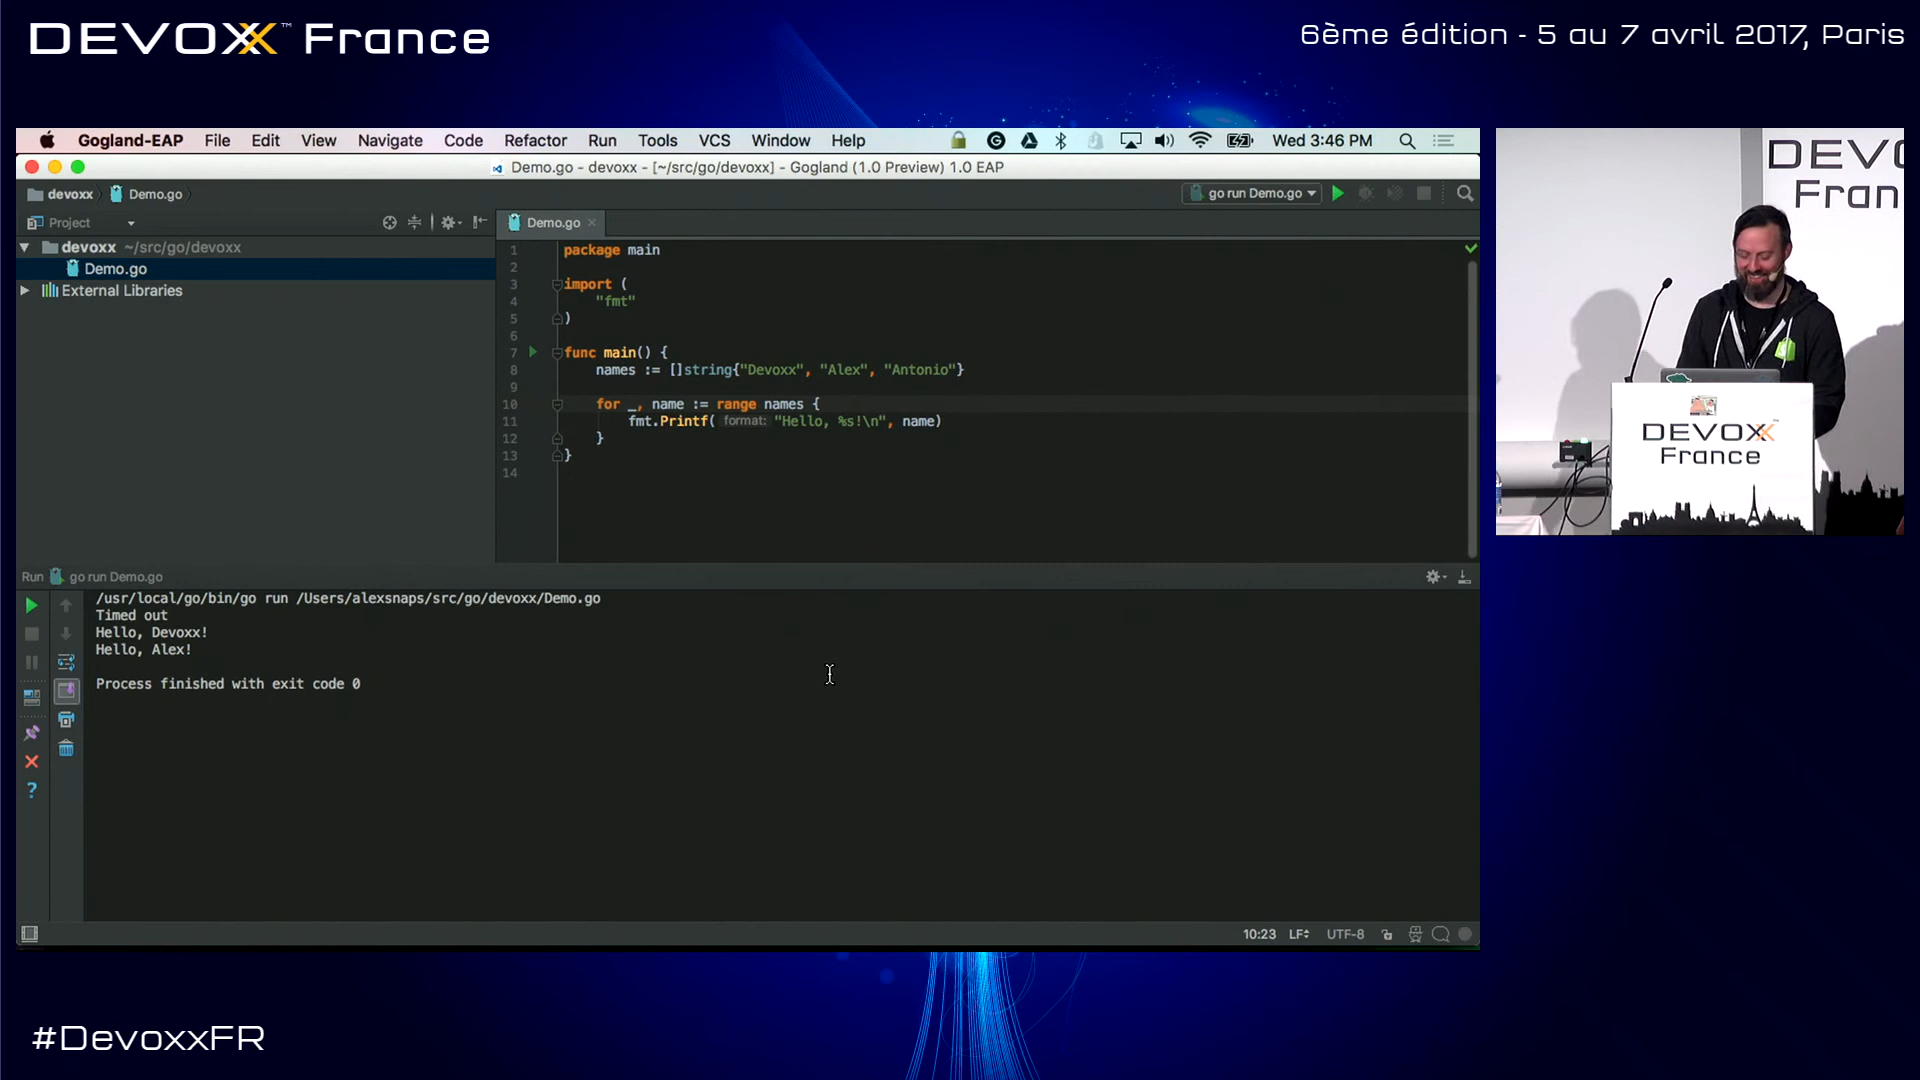 DEVOXX™ France
6ème édition - 5 au 7 avril 2017, Paris
Gogland-EAP File Edit View Navigate Code Refactor Run Tools VCS Window Help Wed 3:46 PM
Demo.go - devoxx - [~/src/go/devoxx] - Gogland (1.0 Preview) 1.0 EAP
devoxx Demo.go
go run Demo.go
Project
Demo.go
devoxx ~/src/go/devoxx
Demo.go
External Libraries
1 package main
2
3 import (
4 "fmt"
5 )
6
7 func main() {
8 names := []string{"Devoxx", "Alex", "Antonio"}
9
10 for _, name := range names {
11 fmt.Printf( format: "Hello, %s!\n", name)
12 }
13 }
14
Run go run Demo.go
/usr/local/go/bin/go run /Users/alexsnaps/src/go/devoxx/Demo.go
Timed out
Hello, Devoxx!
Hello, Alex!
Process finished with exit code 0
10:23 LF UTF-8
DEVO
Fran
DEVOXX
France
#DevoxxFR